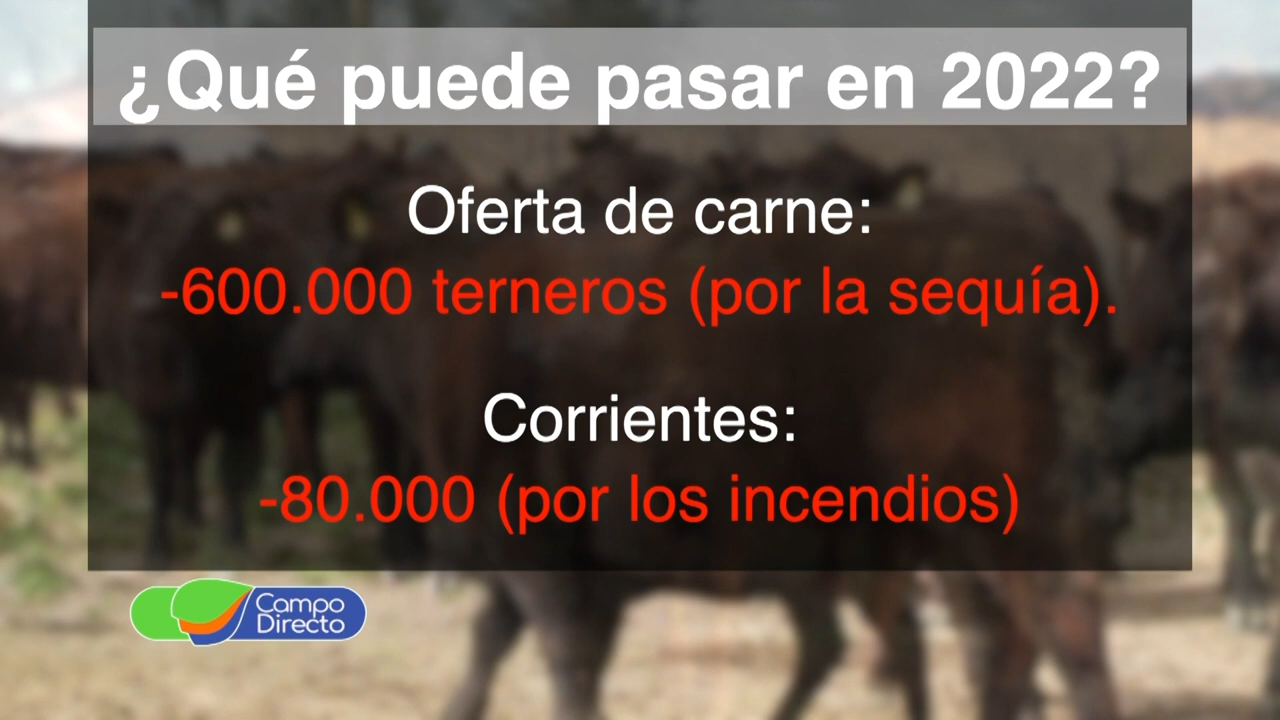 ¿Qué puede pasar en 2022?
Oferta de carne:
-600.000 terneros (por la sequía).
Corrientes:
-80.000 (por los incendios)
Campo
Directo